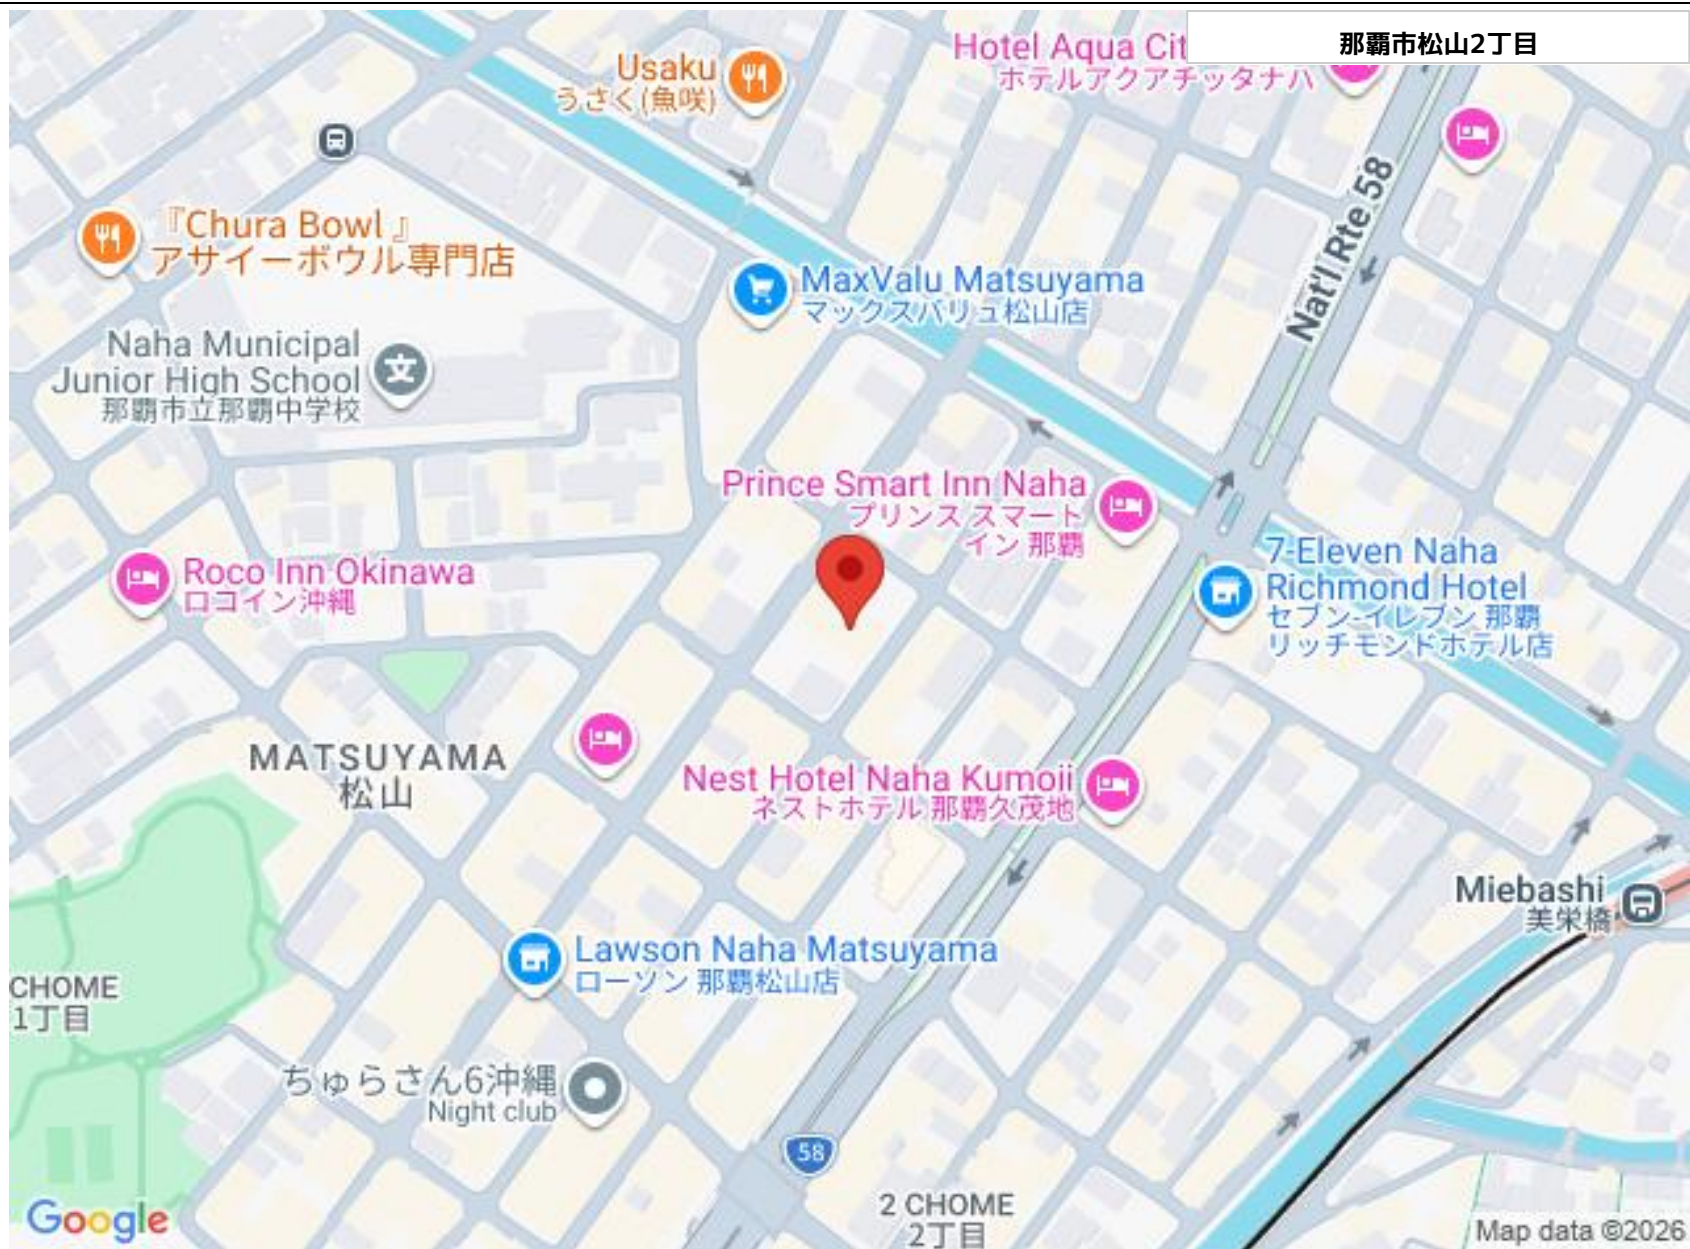 那覇市松山2丁目
Hotel Aqua Cit
ホテルアクアチッタナハ
Usaku
うさく(魚咲)
Nat'l Rte 58
『Chura Bowl』
アサイーボウル専門店
MaxValu Matsuyama
マックスバリュ松山店
Naha Municipal
Junior High School
那覇市立那覇中学校
文
Prince Smart Inn Naha
プリンス スマート
イン 那覇
7-Eleven Naha
Richmond Hotel
セブン-イレブン 那覇
リッチモンドホテル店
Roco Inn Okinawa
ロコイン沖縄
MATSUYAMA
松山
Nest Hotel Naha Kumoji
ネストホテル 那覇久茂地
Miebashi
美栄橋
Lawson Naha Matsuyama
ローソン 那覇松山店
CHOME
1丁目
ちゅらさん6沖縄
Night club
58
2 CHOME
2丁目
Google
Map data ©2026